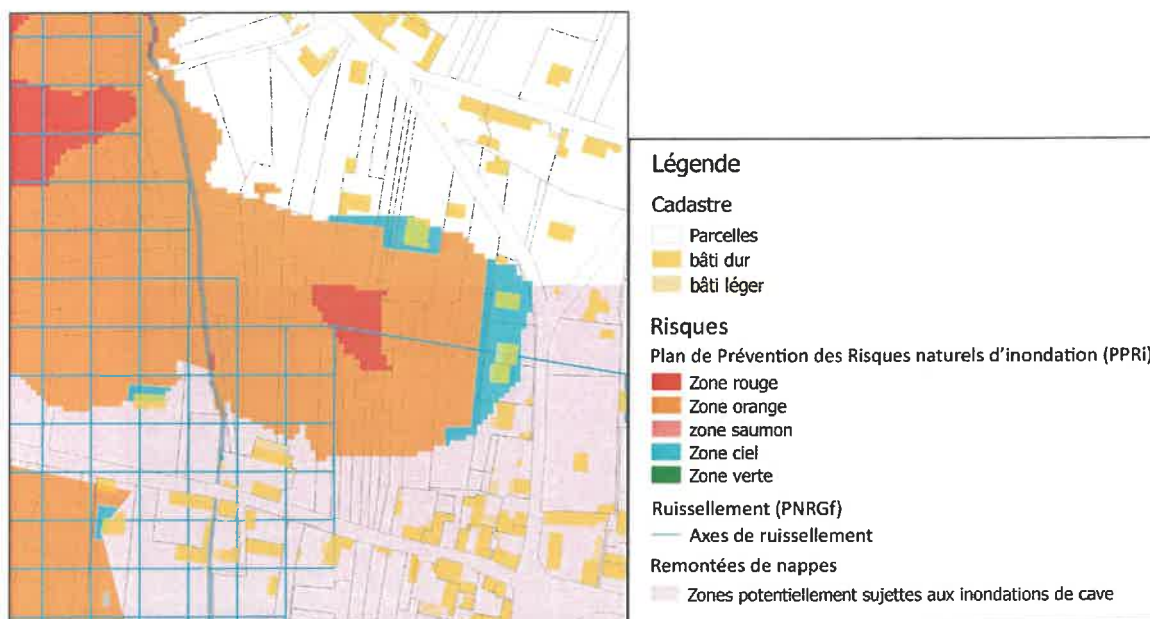 Légende
Cadastre
Parcelles
bâti dur
bâti léger
Risques
Plan de Prévention des Risques naturels d'inondation (PPRi)
Zone rouge
Zone orange
zone saumon
Zone ciel
Zone verte
Ruissellement (PNRGf)
Axes de ruissellement
Remontées de nappes
Zones potentiellement sujettes aux inondations de cave